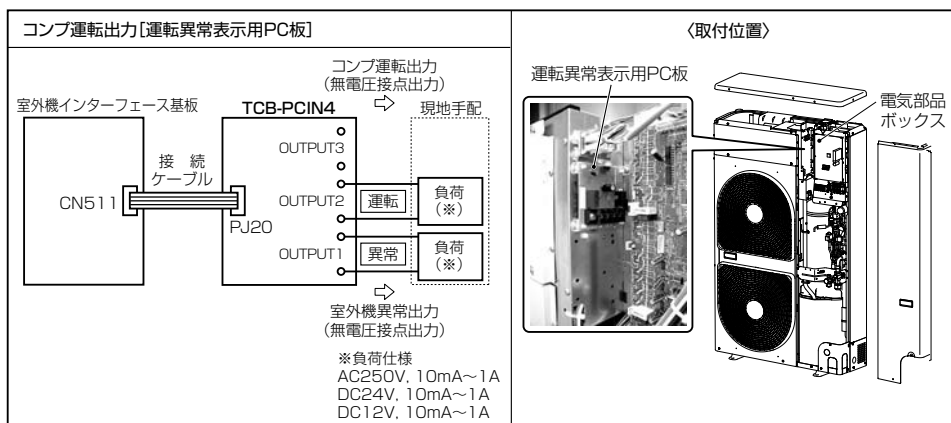 コンプ運転出力[運転異常表示用PC板]
コンプ運転出力
(無電圧接点出力)
室外機インターフェース基板
TCB-PCIN4
現地手配
接 続
ケーブル
CN511
PJ20
OUTPUT3
OUTPUT2
運転
負荷
(※)
OUTPUT1
異常
負荷
(※)
室外機異常出力
(無電圧接点出力)
※負荷仕様
AC250V, 10mA～1A
DC24V, 10mA～1A
DC12V, 10mA～1A
〈取付位置〉
運転異常表示用PC板
電気部品
ボックス